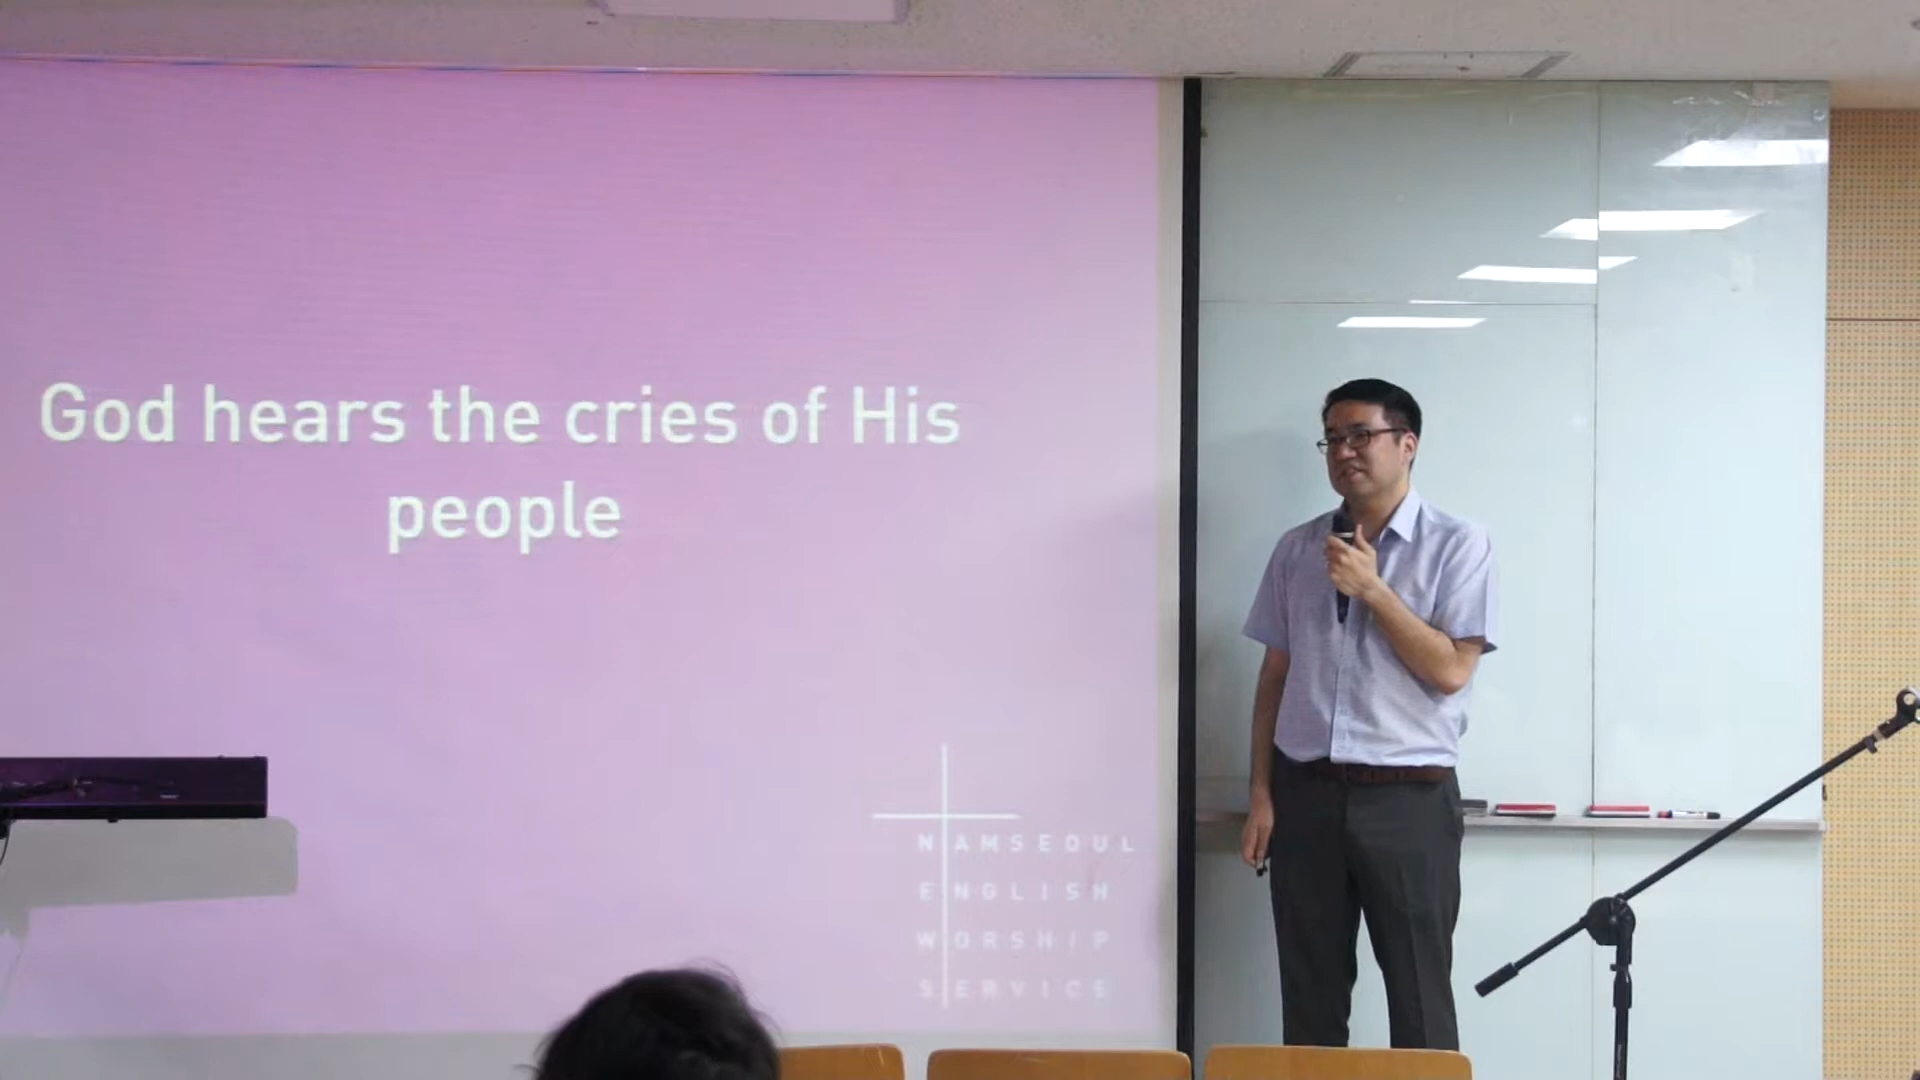 God hears the cries of His
people
NAMSEOUL
ENGLISH
WORSHIP
SERVICE